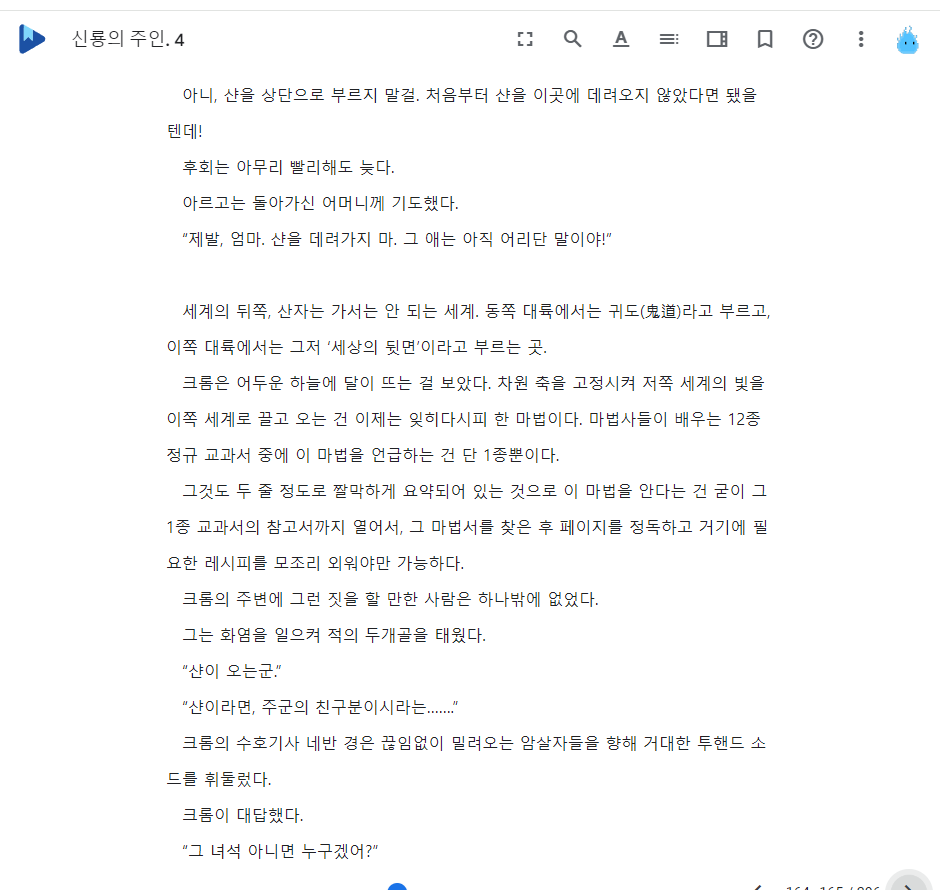 신룡의 주인. 4
아니, 샨을 상단으로 부르지 말걸. 처음부터 샨을 이곳에 데려오지 않았다면 됐을
텐데!
후회는 아무리 빨리해도 늦다.
아르고는 돌아가신 어머니께 기도했다.
“제발, 엄마. 샨을 데려가지 마. 그 애는 아직 어리단 말이야!”
세계의 뒤쪽, 산자는 가서는 안 되는 세계. 동쪽 대륙에서는 귀도(鬼道)라고 부르고,
이쪽 대륙에서는 그저 ‘세상의 뒷면’이라고 부르는 곳.
크롬은 어두운 하늘에 달이 뜨는 걸 보았다. 차원 축을 고정시켜 저쪽 세계의 빛을
이쪽 세계로 끌고 오는 건 이제는 잊히다시피 한 마법이다. 마법사들이 배우는 12종
정규 교과서 중에 이 마법을 언급하는 건 단 1종뿐이다.
그것도 두 줄 정도로 짤막하게 요약되어 있는 것으로 이 마법을 안다는 건 굳이 그
1종 교과서의 참고서까지 열어서, 그 마법서를 찾은 후 페이지를 정독하고 거기에 필
요한 레시피를 모조리 외워야만 가능하다.
크롬의 주변에 그런 짓을 할 만한 사람은 하나밖에 없었다.
그는 화염을 일으켜 적의 두개골을 태웠다.
“샨이 오는군.”
“샨이라면, 주군의 친구분이시라는…….”
크롬의 수호기사 네반 경은 끊임없이 밀려오는 암살자들을 향해 거대한 투핸드 소
드를 휘둘렀다.
크롬이 대답했다.
“그 녀석 아니면 누구겠어?”